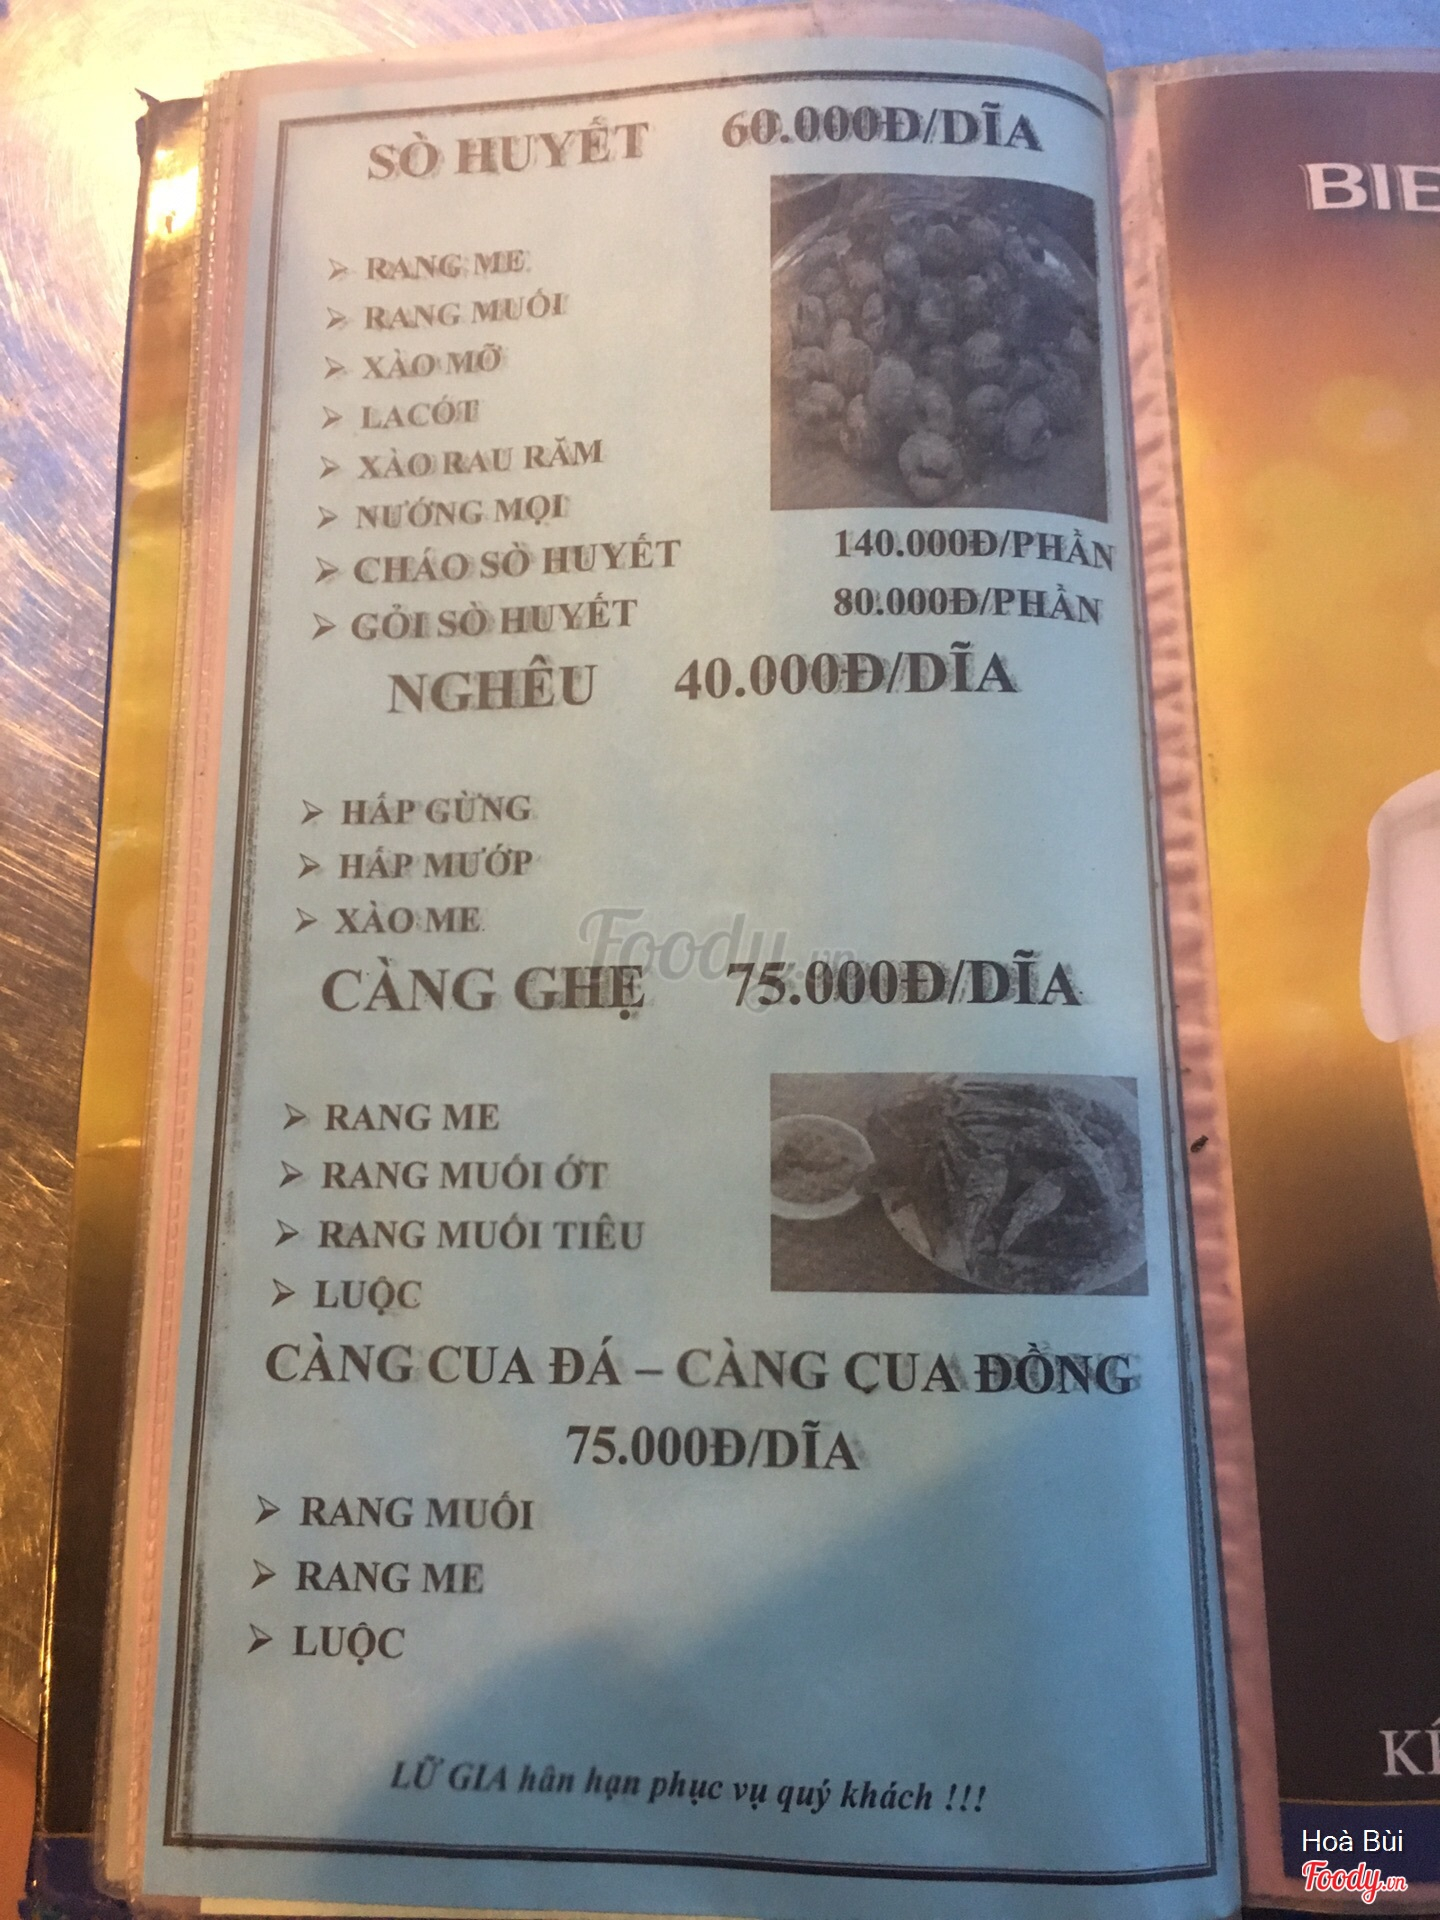 SÒ HUYẾT 60.000Đ/DĨA
➢ RANG ME
➢ RANG MUỐI
➢ XÀO MỠ
➢ LACÓT
➢ XÀO RAU RĂM
➢ NƯỚNG MỌI
➢ CHÁO SÒ HUYẾT 140.000Đ/PHẦN
➢ GỎI SÒ HUYẾT 80.000Đ/PHẦN
NGHÊU 40.000Đ/DĨA
➢ HẤP GỪNG
➢ HẤP MƯỚP
➢ XÀO ME
Foody.vn
CÀNG GHẸ 75.000Đ/DĨA
➢ RANG ME
➢ RANG MUỐI ỚT
➢ RANG MUỐI TIÊU
➢ LUỘC
CÀNG CUA ĐÁ – CÀNG CUA ĐỒNG
75.000Đ/DĨA
➢ RANG MUỐI
➢ RANG ME
➢ LUỘC
LỮ GIA hân hạn phục vụ quý khách !!!
BIE
KÍ
Hoà Bùi
Foody.vn